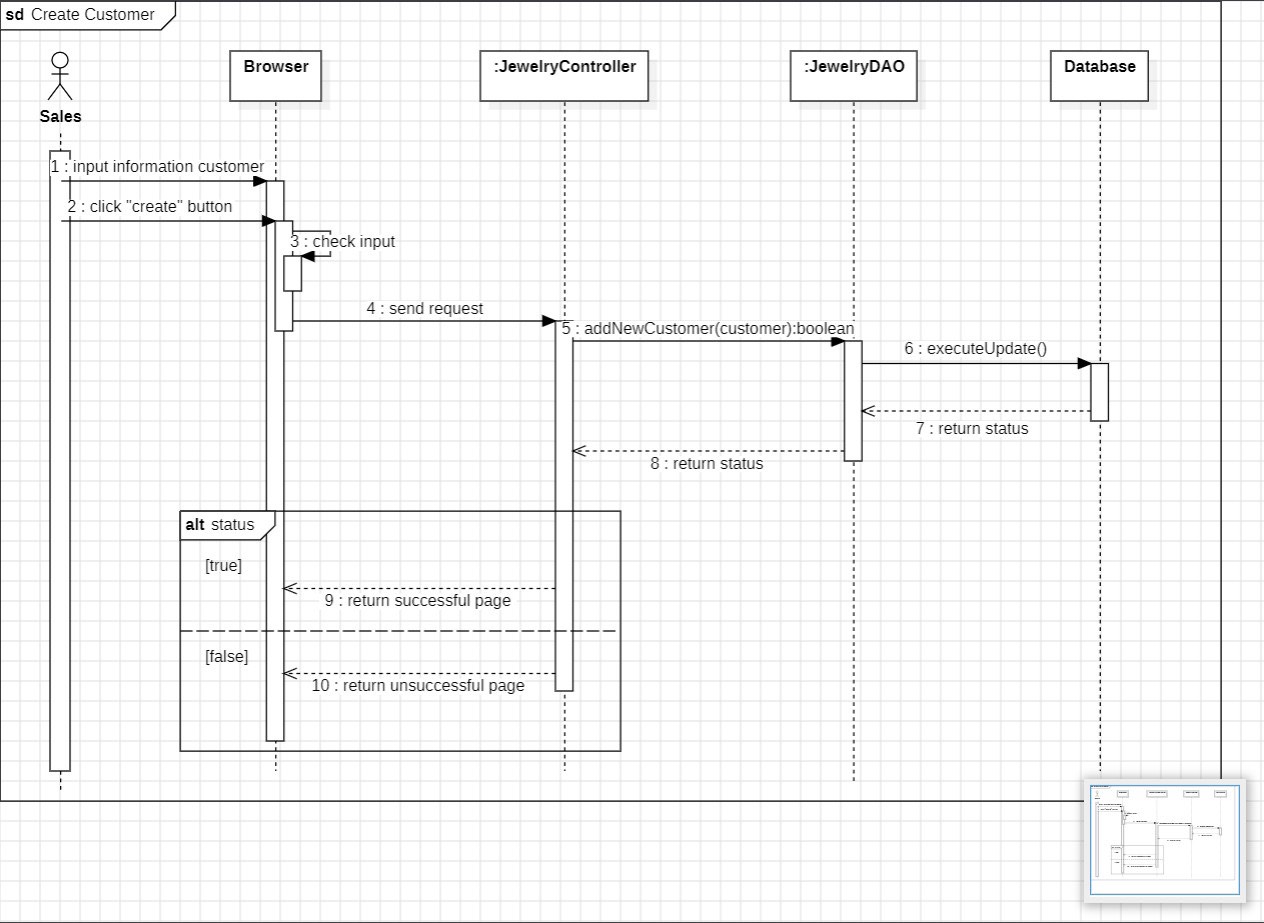 sd Create Customer
Browser
:JewelryController
:JewelryDAO
Database
Sales
1 : input information customer
2 : click "create" button
3 : check input
4 : send request
5 : addNewCustomer(customer):boolean
6 : executeUpdate()
7 : return status
8 : return status
alt status
[true]
9 : return successful page
[false]
10 : return unsuccessful page